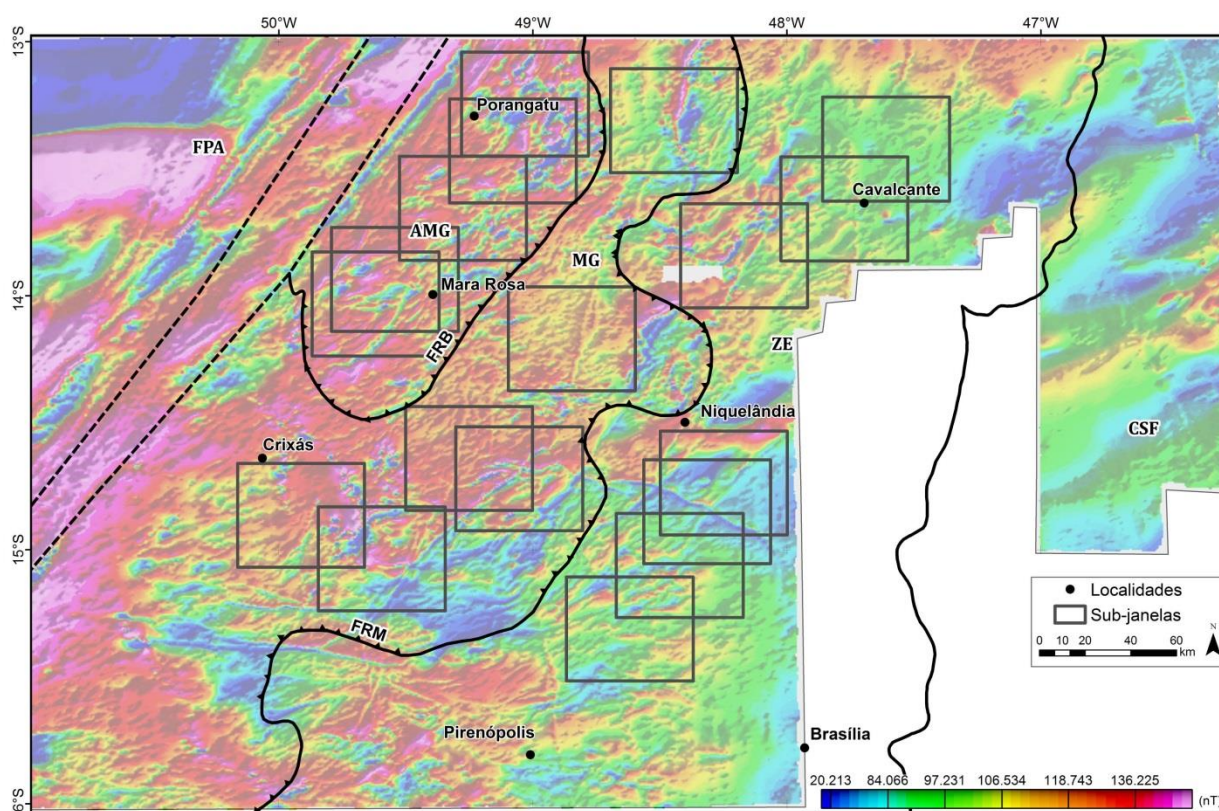 50°W 49°W 48°W 47°W
13°S
Porangatu
FPA
Cavalcante
AMG
MG
14°S
Mara Rosa
FRB
ZE
Niquelândia
CSF
Crixás
15°S
Localidades
Sub-janelas
N
0 10 20 40 60
km
FRM
Pirenópolis
Brasília
20.213 84.066 97.231 106.534 118.743 136.225